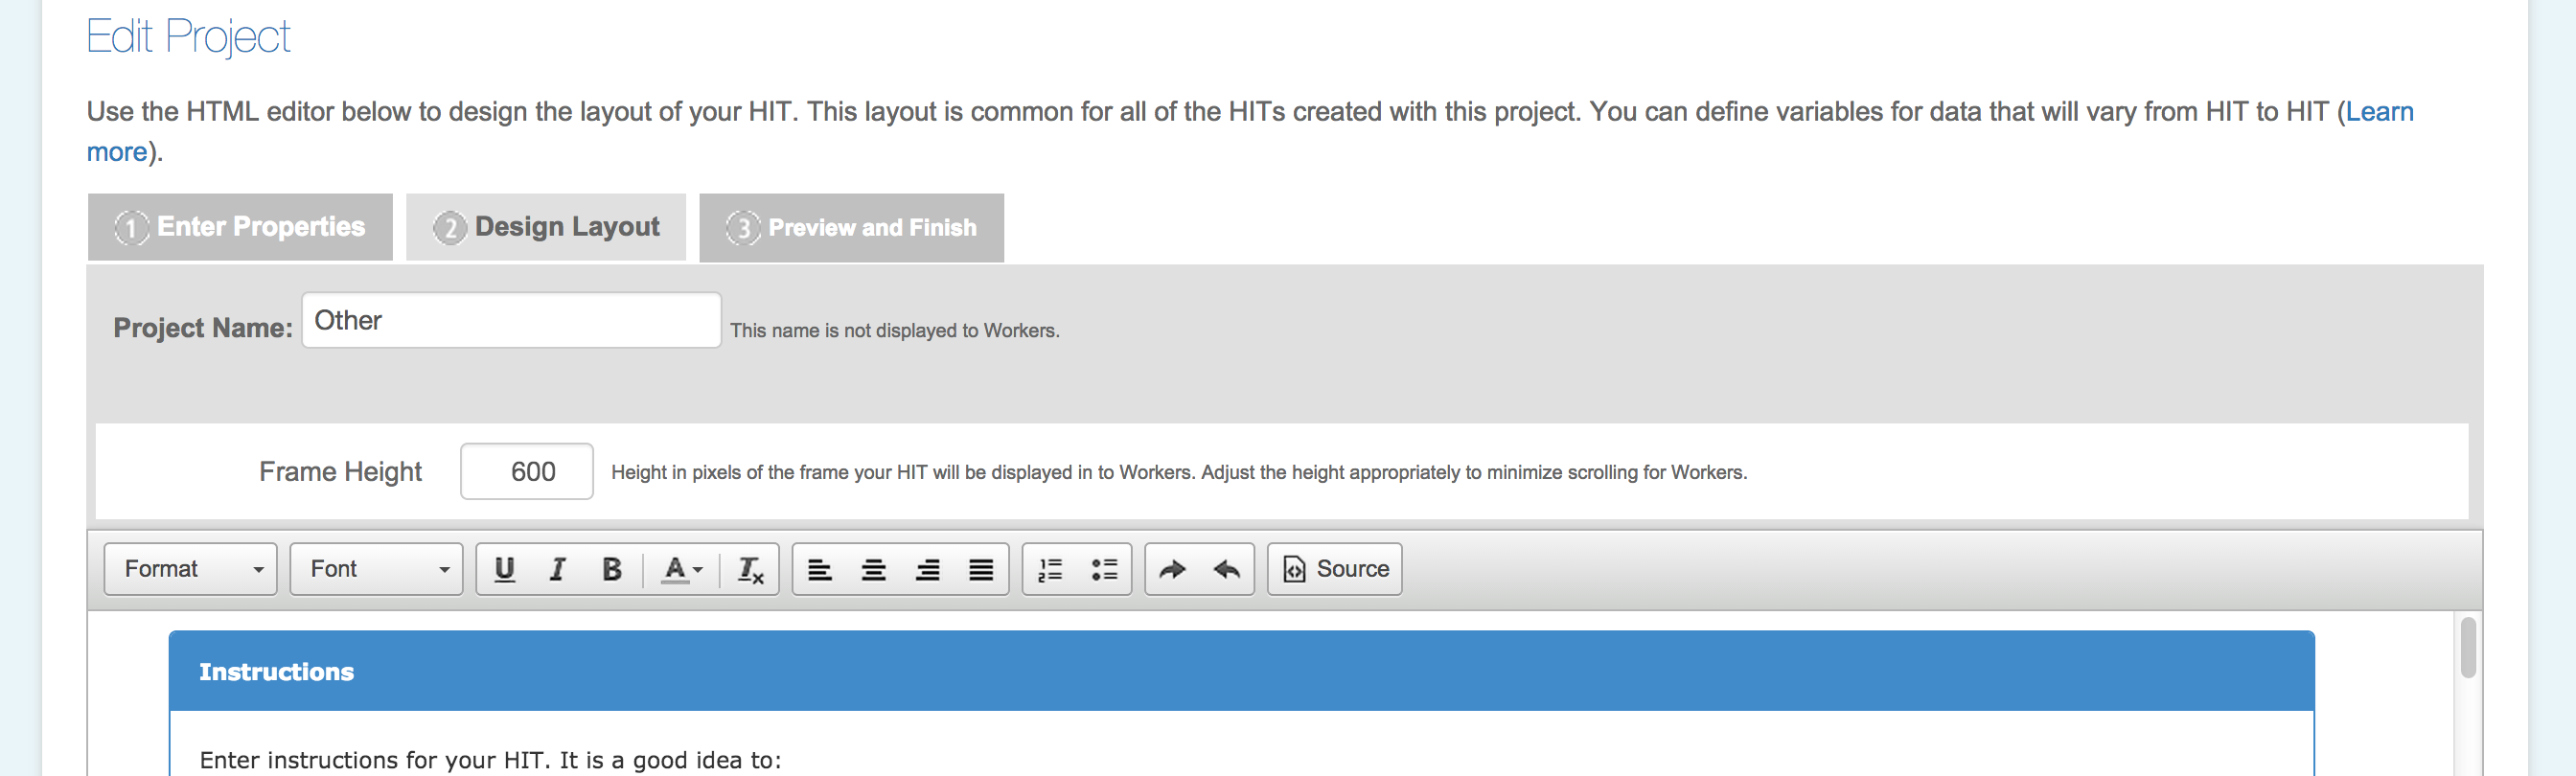 Edit Project
Use the HTML editor below to design the layout of your HIT. This layout is common for all of the HITs created with this project. You can define variables for data that will vary from HIT to HIT (Learn
more).
1 Enter Properties 2 Design Layout 3 Preview and Finish
Project Name: Other This name is not displayed to Workers.
Frame Height 600 Height in pixels of the frame your HIT will be displayed in to Workers. Adjust the height appropriately to minimize scrolling for Workers.
Format Font U I B A Tx Source
Instructions
Enter instructions for your HIT. It is a good idea to: